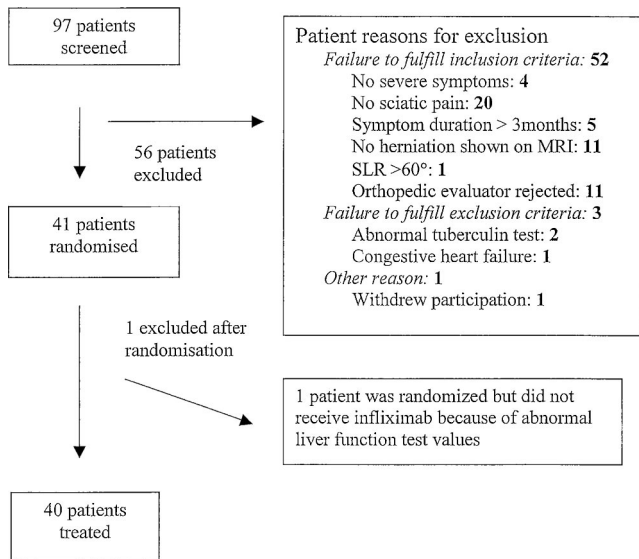 97 patients
screened
56 patients
excluded
Patient reasons for exclusion
Failure to fulfill inclusion criteria: 52
No severe symptoms: 4
No sciatic pain: 20
Symptom duration > 3months: 5
No herniation shown on MRI: 11
SLR >60°: 1
Orthopedic evaluator rejected: 11
Failure to fulfill exclusion criteria: 3
Abnormal tuberculin test: 2
Congestive heart failure: 1
Other reason: 1
Withdrew participation: 1
41 patients
randomised
1 excluded after
randomisation
1 patient was randomized but did not
receive infliximab because of abnormal
liver function test values
40 patients
treated